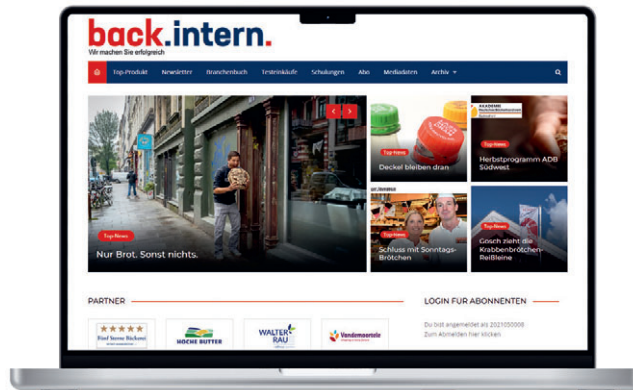 back.intern.
Wir machen Sie erfolgreich
Top-Produkt Newsletter Branchenbuch Testeinkäufe Schulungen Abo Mediadaten Archiv
Top-News
Nur Brot. Sonst nichts.
Top-News
Deckel bleiben dran
AKADEMIE
Top-News
Herbstprogramm ADB
Südwest
Top-News
Schluss mit Sonntags-
Brötchen
Top-News
Gosch zieht die
Krabbenbrötchen-
Reißleine
PARTNER
LOGIN FÜR ABONNENTEN
Fünf Sterne Bäckerei
HOCHE BUTTER
WALTER
RAU
Vandemoortele
Du bist angemeldet als 2021050008
Zum Abmelden hier klicken